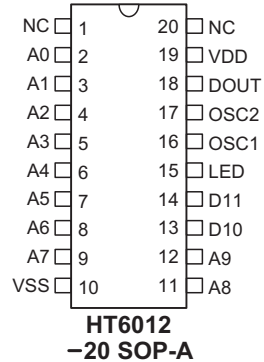 NC 1 20 NC
A0 2 19 VDD
A1 3 18 DOUT
A2 4 17 OSC2
A3 5 16 OSC1
A4 6 15 LED
A5 7 14 D11
A6 8 13 D10
A7 9 12 A9
VSS 10 11 A8
HT6012
–20 SOP-A